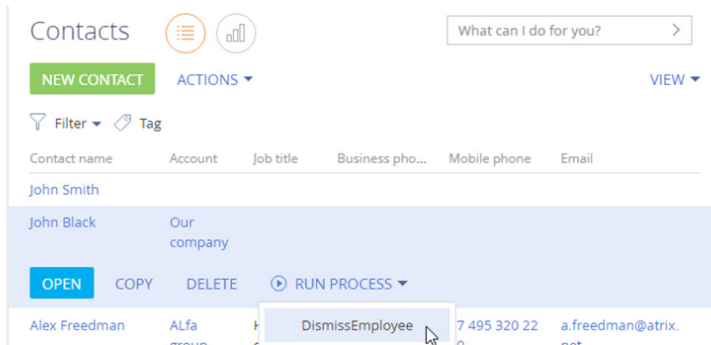 Contacts
What can I do for you?
NEW CONTACT ACTIONS VIEW
Filter Tag
Contact name Account Job title Business pho... Mobile phone Email
John Smith
John Black Our
company
OPEN COPY DELETE RUN PROCESS
Alex Freedman ALfa DismissEmployee 7 495 320 22 a.freedman@atrix.